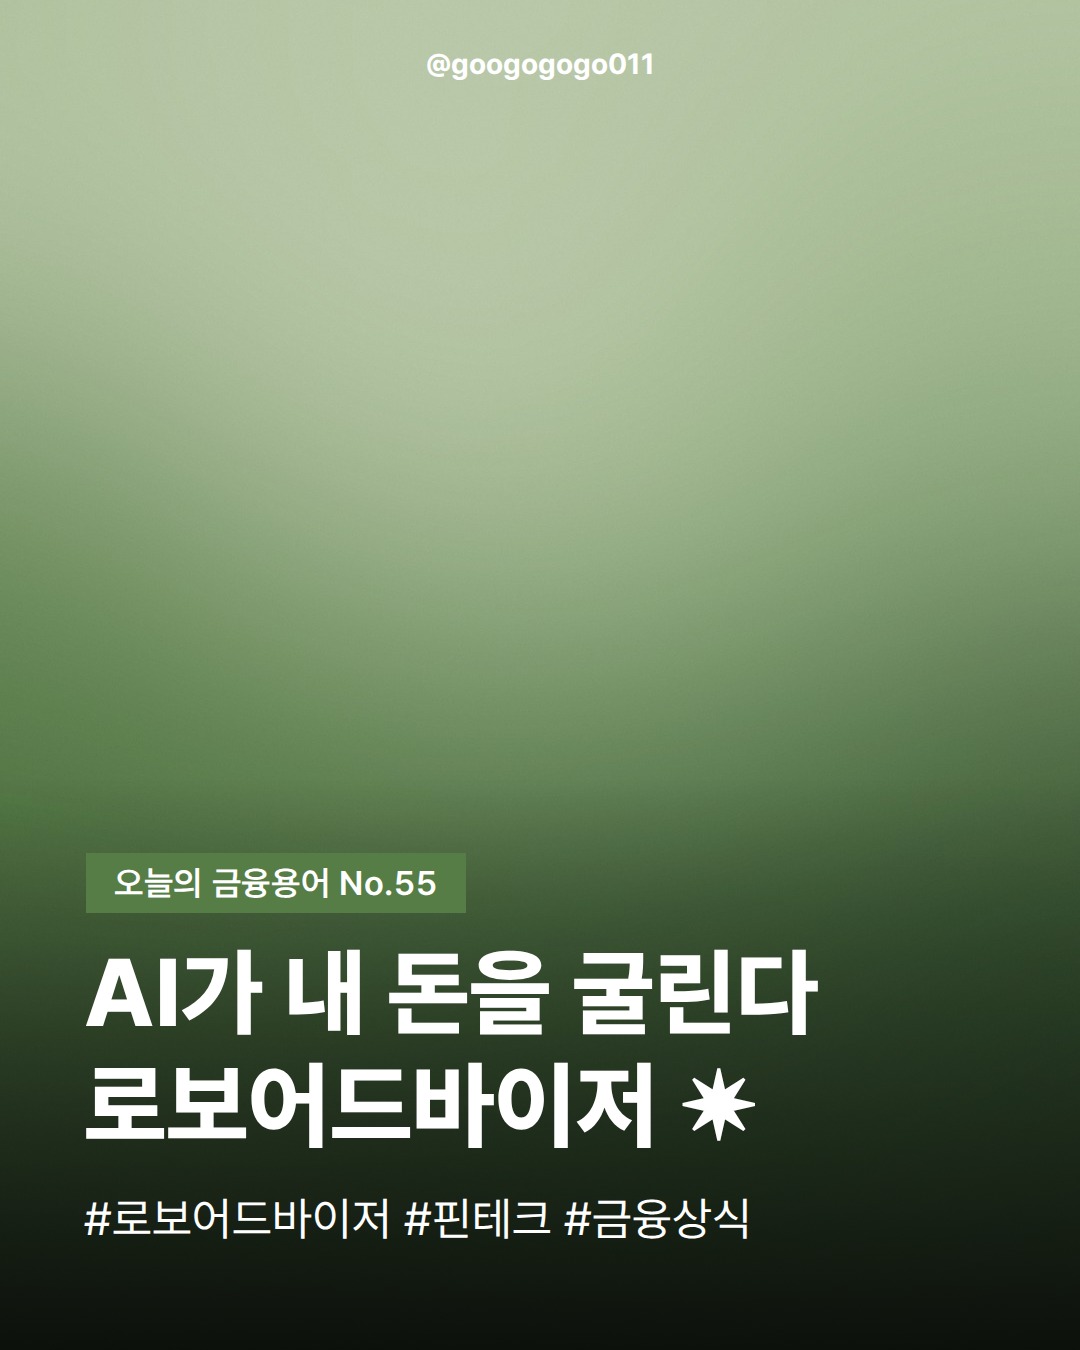 @googogogo011
오늘의 금융용어 No.55
AI가 내 돈을 굴린다
로보어드바이저 ✷
#로보어드바이저 #핀테크 #금융상식